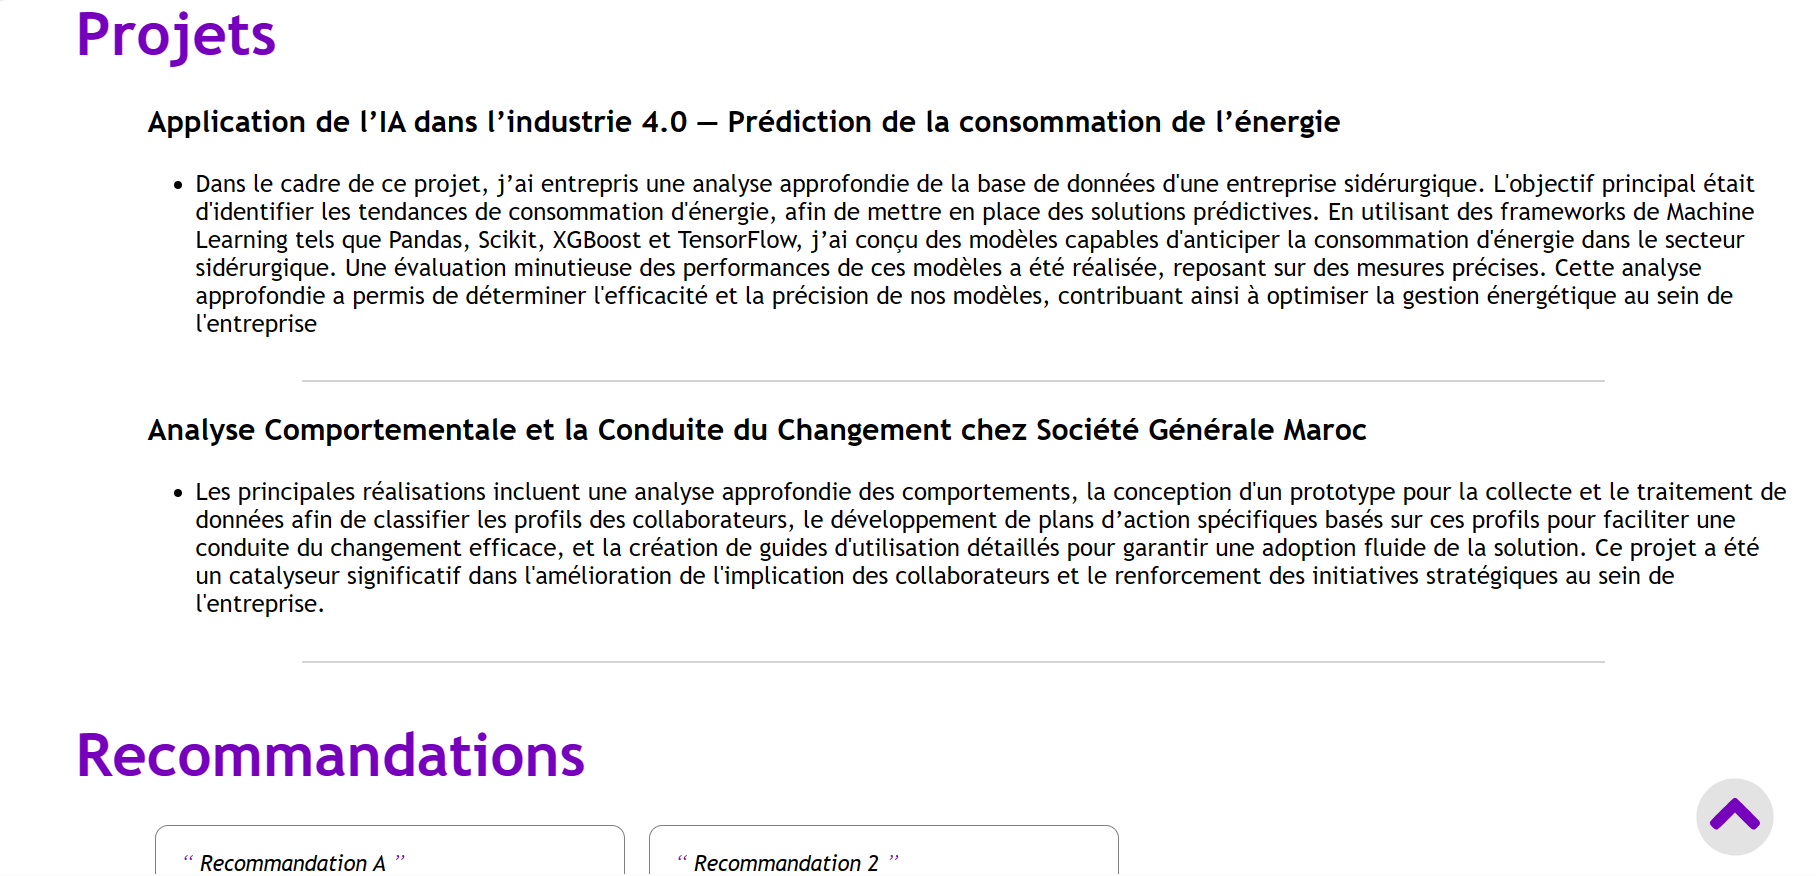 Projets
Application de l’IA dans l’industrie 4.0 — Prédiction de la consommation de l’énergie
• Dans le cadre de ce projet, j’ai entrepris une analyse approfondie de la base de données d'une entreprise sidérurgique. L'objectif principal était
d'identifier les tendances de consommation d'énergie, afin de mettre en place des solutions prédictives. En utilisant des frameworks de Machine
Learning tels que Pandas, Scikit, XGBoost et TensorFlow, j’ai conçu des modèles capables d'anticiper la consommation d'énergie dans le secteur
sidérurgique. Une évaluation minutieuse des performances de ces modèles a été réalisée, reposant sur des mesures précises. Cette analyse
approfondie a permis de déterminer l'efficacité et la précision de nos modèles, contribuant ainsi à optimiser la gestion énergétique au sein de
l'entreprise
Analyse Comportementale et la Conduite du Changement chez Société Générale Maroc
• Les principales réalisations incluent une analyse approfondie des comportements, la conception d'un prototype pour la collecte et le traitement de
données afin de classifier les profils des collaborateurs, le développement de plans d’action spécifiques basés sur ces profils pour faciliter une
conduite du changement efficace, et la création de guides d'utilisation détaillés pour garantir une adoption fluide de la solution. Ce projet a été
un catalyseur significatif dans l'amélioration de l'implication des collaborateurs et le renforcement des initiatives stratégiques au sein de
l'entreprise.
Recommandations
“ Recommandation A ”
“ Recommandation 2 ”